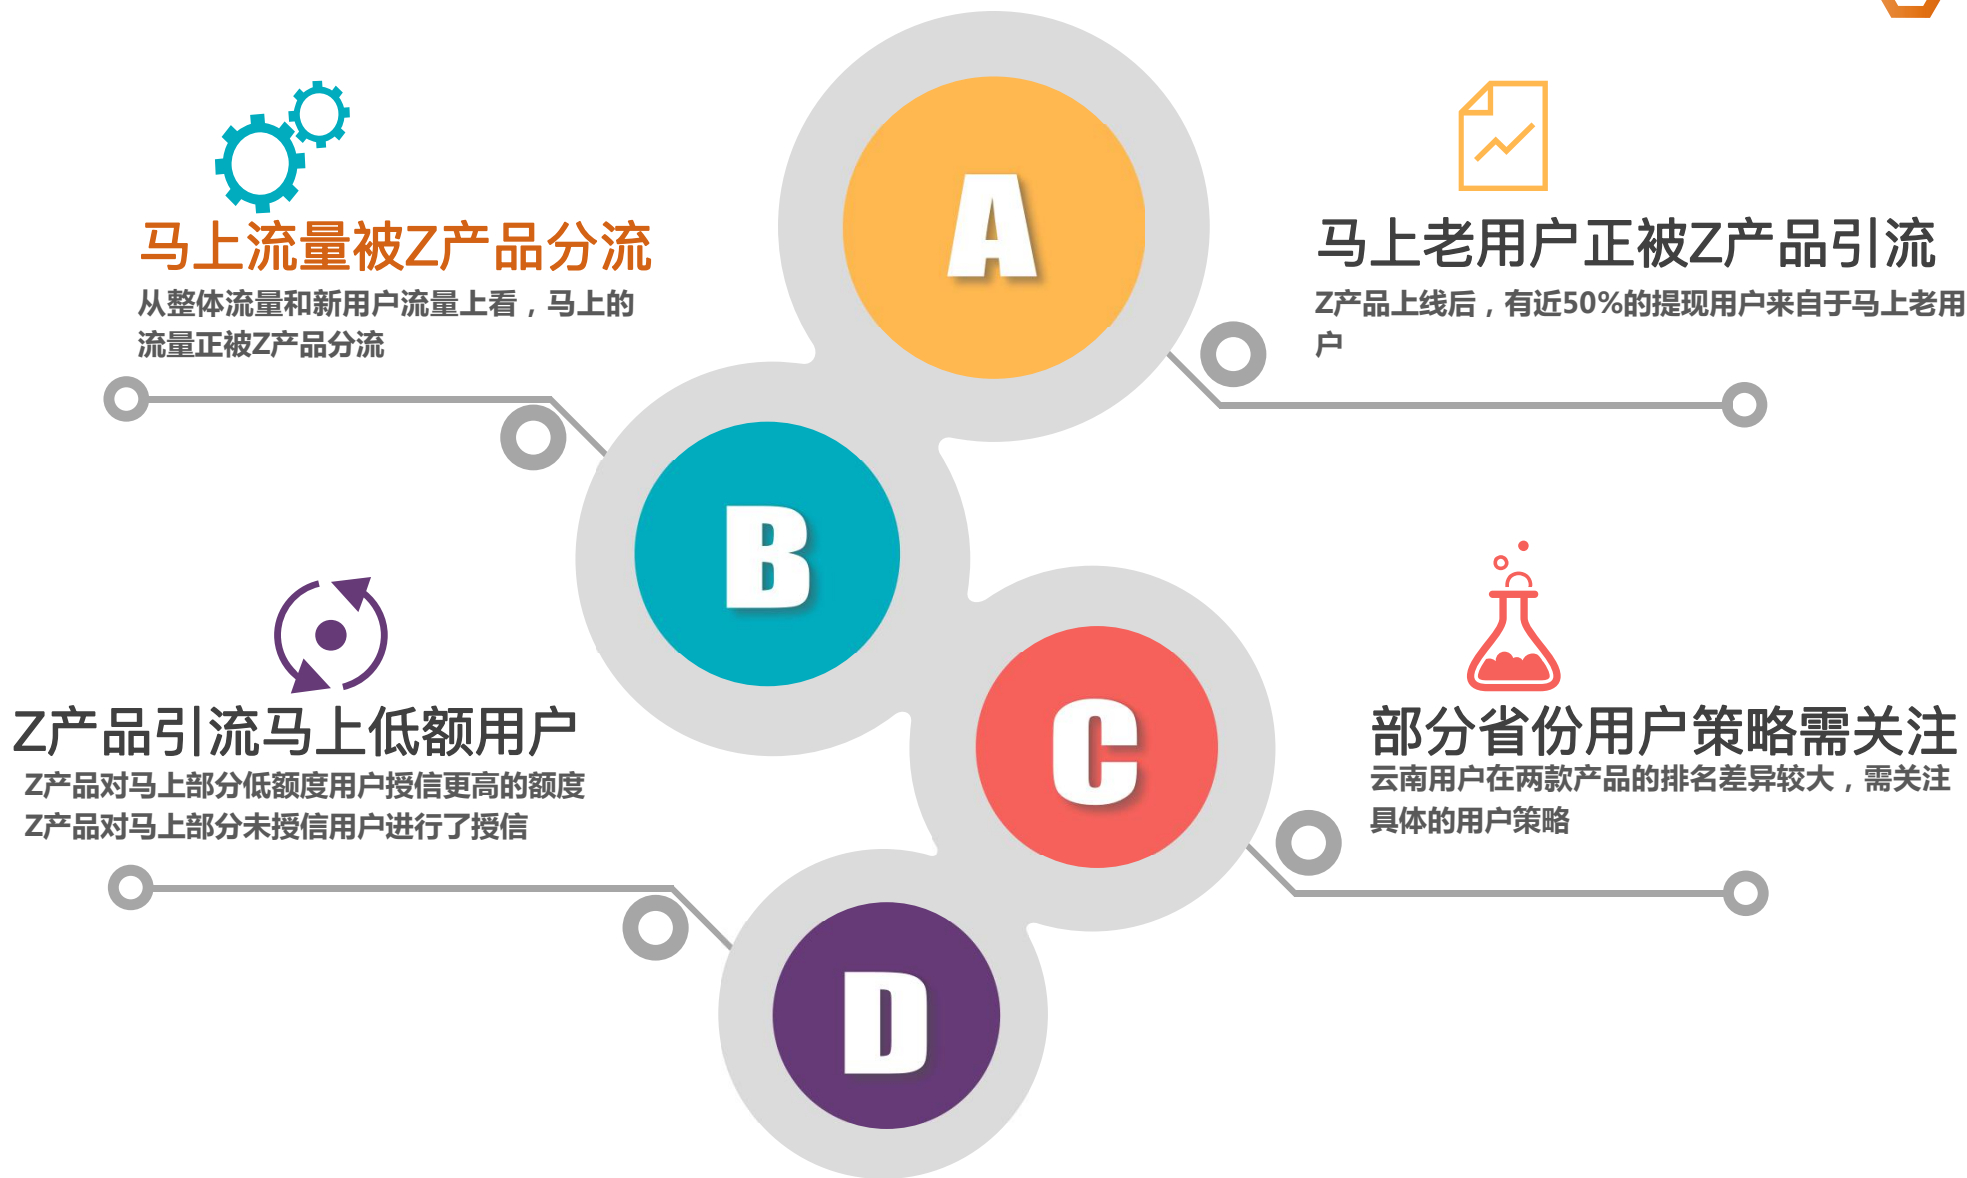 马上流量被Z产品分流
从整体流量和新用户流量上看，马上的
流量正被Z产品分流
A
马上老用户正被Z产品引流
Z产品上线后，有近50%的提现用户来自于马上老用
户
B
Z产品引流马上低额用户
Z产品对马上部分低额度用户授信更高的额度
Z产品对马上部分未授信用户进行了授信
C
部分省份用户策略需关注
云南用户在两款产品的排名差异较大，需关注
具体的用户策略
D